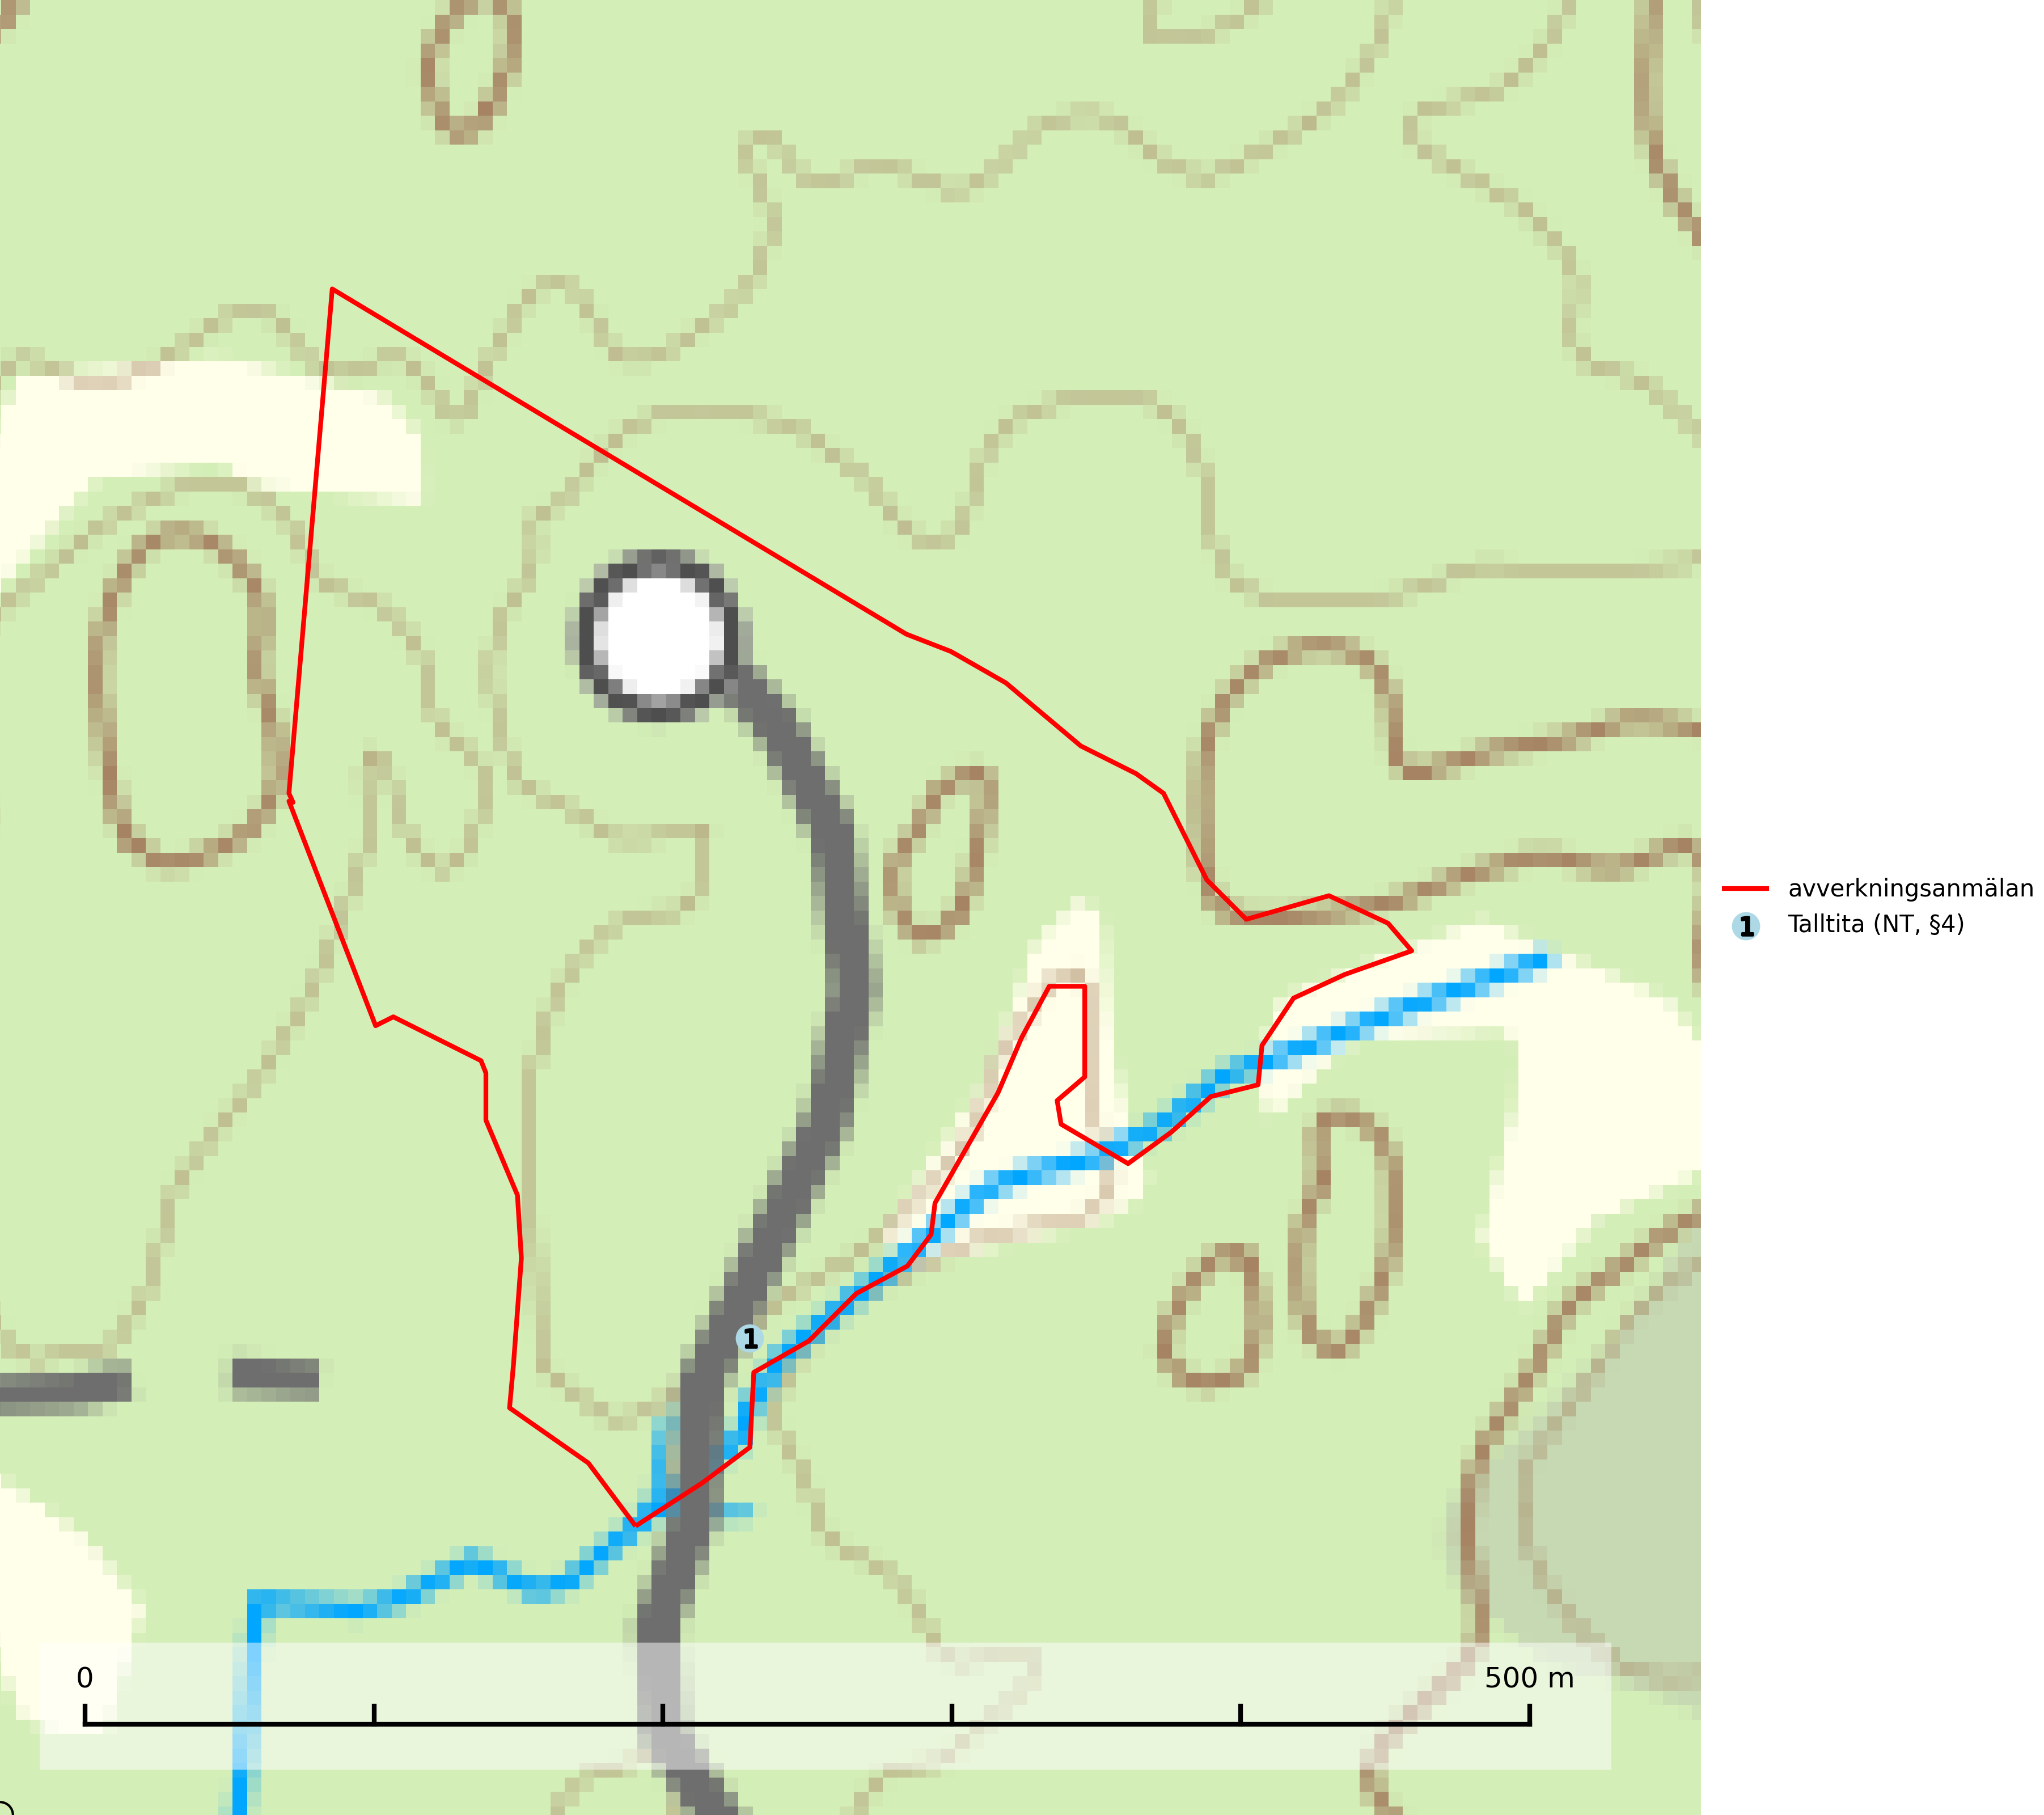 avverkningsanmälan
1 Talltita (NT, §4)
1
0 500 m